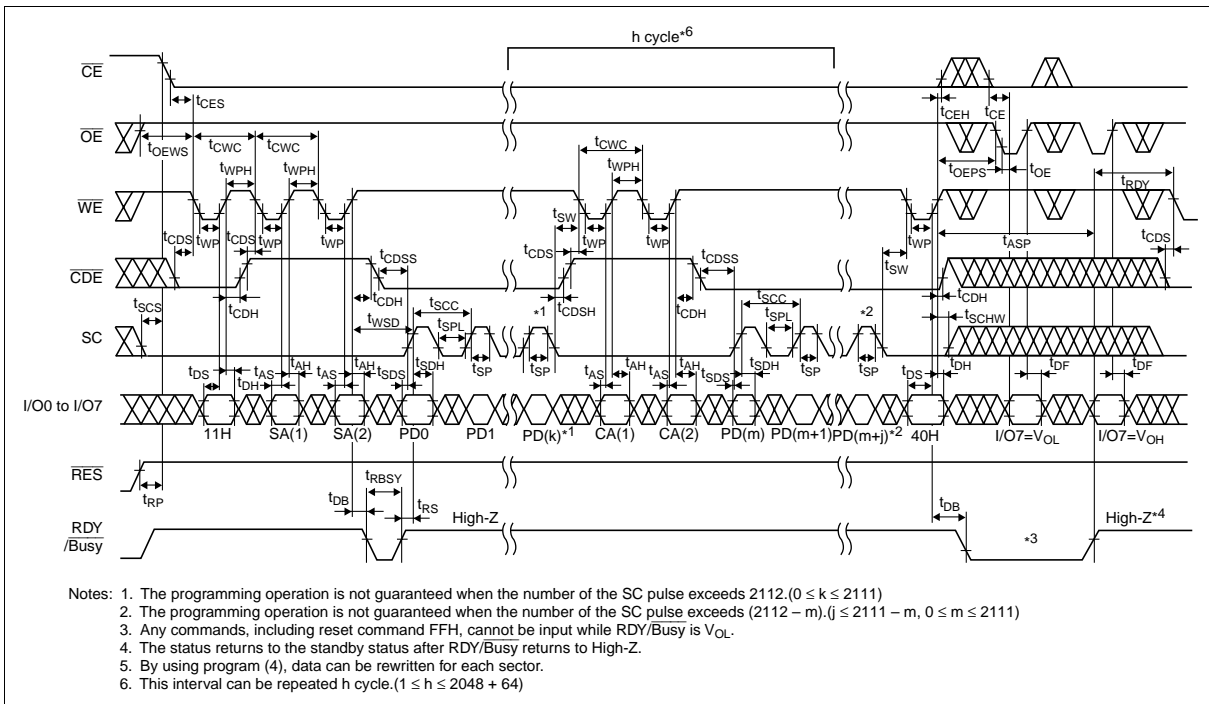 h cycle*6
CE
tCES
tCEH
tCE
OE
tOEWS
tCWC
tCWC
tCWC
tOEPS
tOE
tWPH
tWPH
tWPH
tRDY
WE
tWP
tWP
tWP
tSW
tWP
tWP
tWP
tCDS
tCDS
tCDS
tASP
tCDS
CDE
tCDSS
tCDSS
tSW
tSCS
tCDH
tCDH
tCDSH
tCDH
tCDH
tWSD
tSCC
tSCC
tSCHW
SC
tSPL
*1
tSPL
*2
tSP
tSP
tSP
tSP
tDS
tDH
tAS
tAH
tAS
tAH
tSDS
tSDH
tAS
tAH
tAS
tAH
tSDS
tSDH
tDS
tDH
tDF
tDF
I/O0 to I/O7
11H
SA(1)
SA(2)
PD0
PD1
PD(k)*1
CA(1)
CA(2)
PD(m)
PD(m+1)
PD(m+j)*2
40H
I/O7=VOL
I/O7=VOH
RES
tRP
tDB
tRBSY
tRS
tDB
RDY
/Busy
High-Z
*3
High-Z*4
Notes: 1. The programming operation is not guaranteed when the number of the SC pulse exceeds 2112.(0 ≤ k ≤ 2111)
2. The programming operation is not guaranteed when the number of the SC pulse exceeds (2112 – m).(j ≤ 2111 – m, 0 ≤ m ≤ 2111)
3. Any commands, including reset command FFH, cannot be input while RDY/Busy is VOL.
4. The status returns to the standby status after RDY/Busy returns to High-Z.
5. By using program (4), data can be rewritten for each sector.
6. This interval can be repeated h cycle.(1 ≤ h ≤ 2048 + 64)